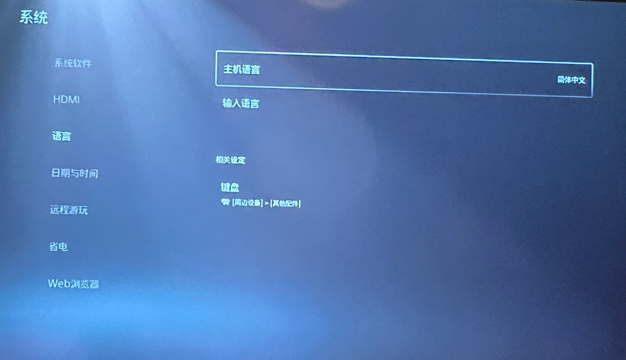 系统
系统软件
HDMI
语言
日期与时间
远程游玩
省电
Web浏览器
主机语言
简体中文
输入语言
相关设定
键盘
[周边设备] > [其他配件]